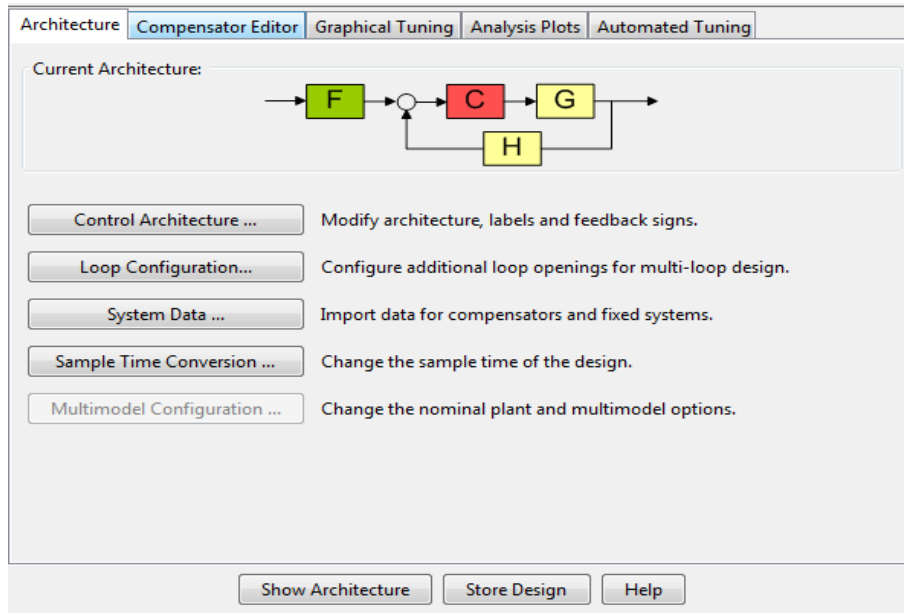 Architecture Compensator Editor Graphical Tuning Analysis Plots Automated Tuning
Current Architecture:
F C G
H
Control Architecture ... Modify architecture, labels and feedback signs.
Loop Configuration... Configure additional loop openings for multi-loop design.
System Data ... Import data for compensators and fixed systems.
Sample Time Conversion ... Change the sample time of the design.
Multimodel Configuration ... Change the nominal plant and multimodel options.
Show Architecture Store Design Help